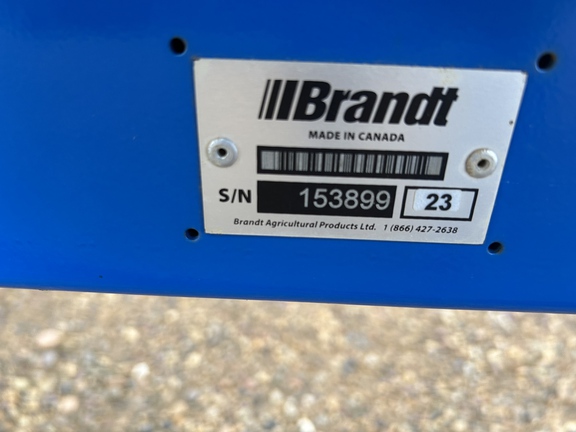 Brandt
MADE IN CANADA
S/N 153899 23
Brandt Agricultural Products Ltd. 1 (866) 427-2638